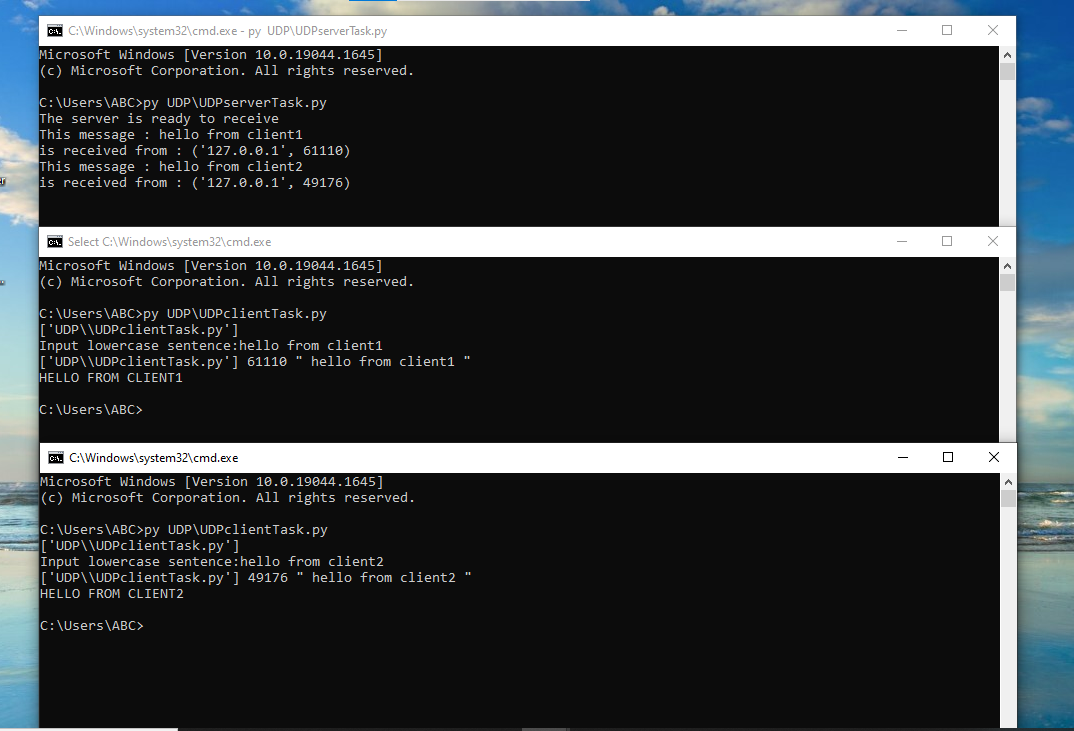 C:\Windows\system32\cmd.exe - py  UDP\UDPserverTask.py
Microsoft Windows [Version 10.0.19044.1645]
(c) Microsoft Corporation. All rights reserved.
C:\Users\ABC>py UDP\UDPserverTask.py
The server is ready to receive
This message : hello from client1
is received from : ('127.0.0.1', 61110)
This message : hello from client2
is received from : ('127.0.0.1', 49176)
Select C:\Windows\system32\cmd.exe
Microsoft Windows [Version 10.0.19044.1645]
(c) Microsoft Corporation. All rights reserved.
C:\Users\ABC>py UDP\UDPclientTask.py
['UDP\\UDPclientTask.py']
Input lowercase sentence:hello from client1
['UDP\\UDPclientTask.py'] 61110 " hello from client1 "
HELLO FROM CLIENT1
C:\Users\ABC>
C:\Windows\system32\cmd.exe
Microsoft Windows [Version 10.0.19044.1645]
(c) Microsoft Corporation. All rights reserved.
C:\Users\ABC>py UDP\UDPclientTask.py
['UDP\\UDPclientTask.py']
Input lowercase sentence:hello from client2
['UDP\\UDPclientTask.py'] 49176 " hello from client2 "
HELLO FROM CLIENT2
C:\Users\ABC>